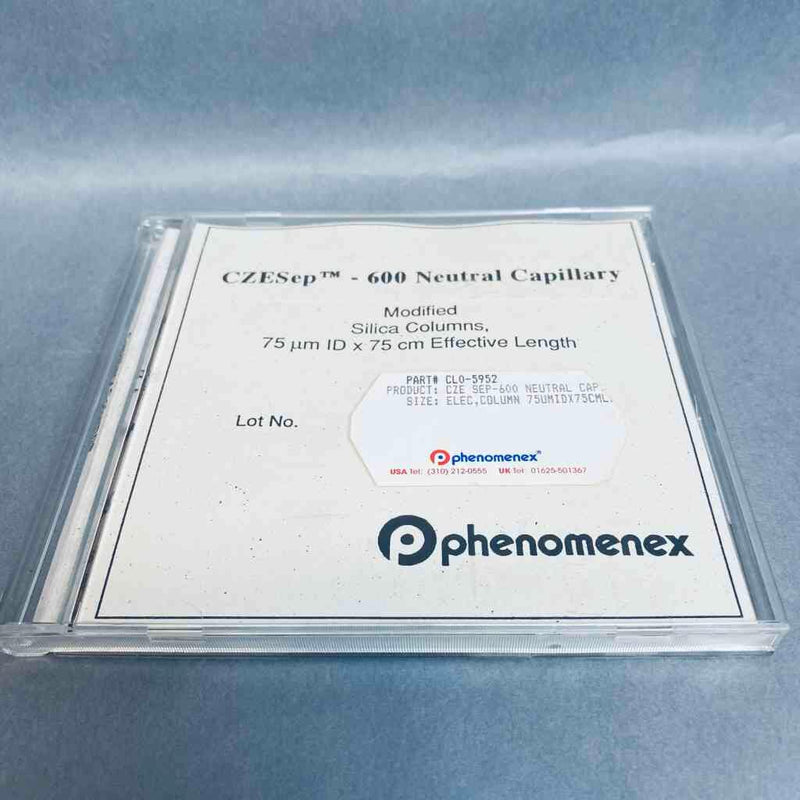 CZESep™ - 600 Neutral Capillary
Modified
Silica Columns,
75 µm ID x 75 cm Effective Length
PART# CLO-5952
PRODUCT: CZE SEP-600 NEUTRAL CAP.
SIZE: ELEC,COLUMN 75UMIDX75CML.
Lot No.
phenomenex®
USA Tel: (310) 212-0555 UK Tel: 01625-501367
phenomenex